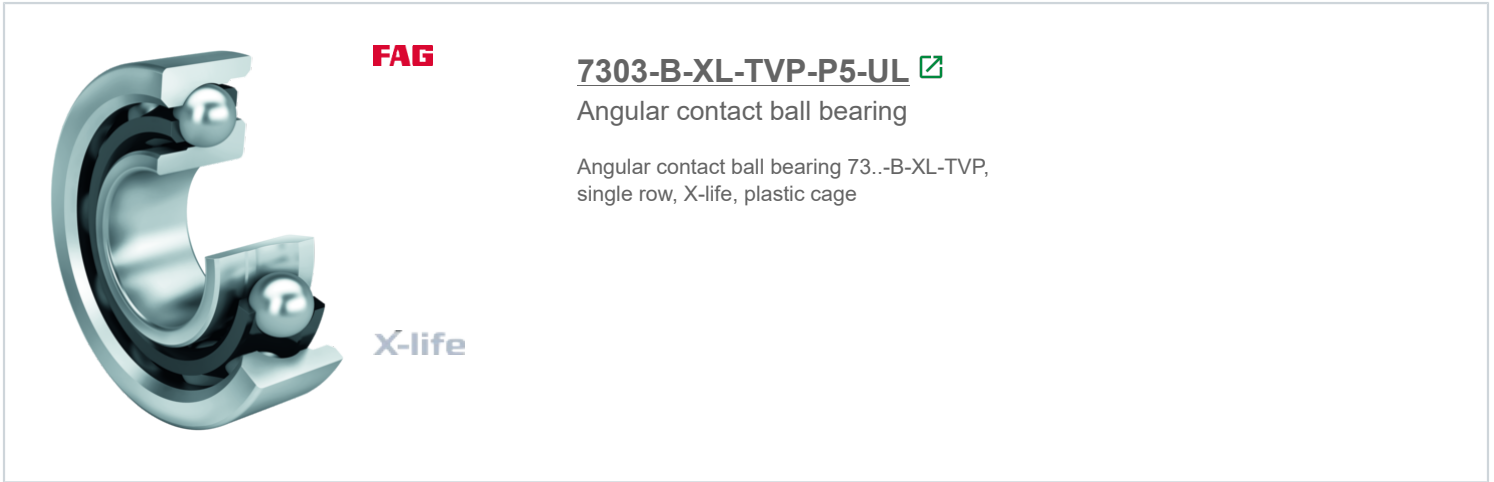 FAG
7303-B-XL-TVP-P5-UL
Angular contact ball bearing
Angular contact ball bearing 73..-B-XL-TVP,
single row, X-life, plastic cage
X-life